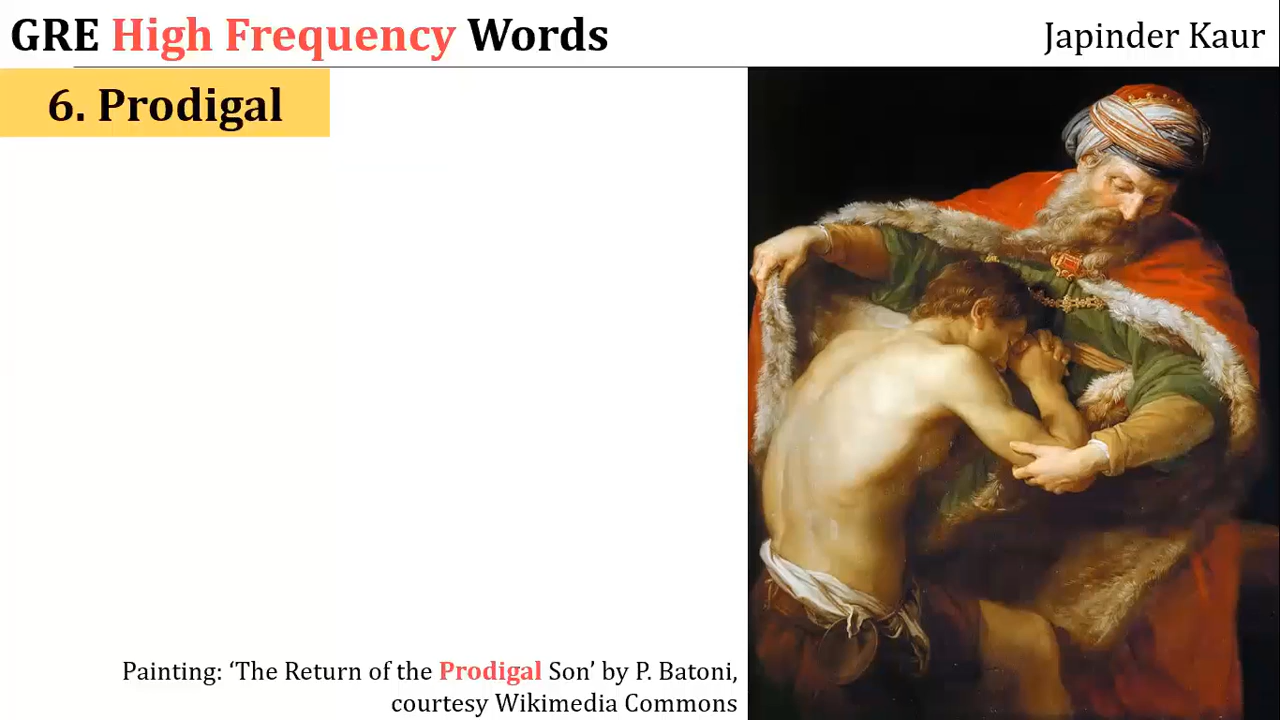 GRE High Frequency Words
Japinder Kaur
6. Prodigal
Painting: ‘The Return of the Prodigal Son’ by P. Batoni,
courtesy Wikimedia Commons